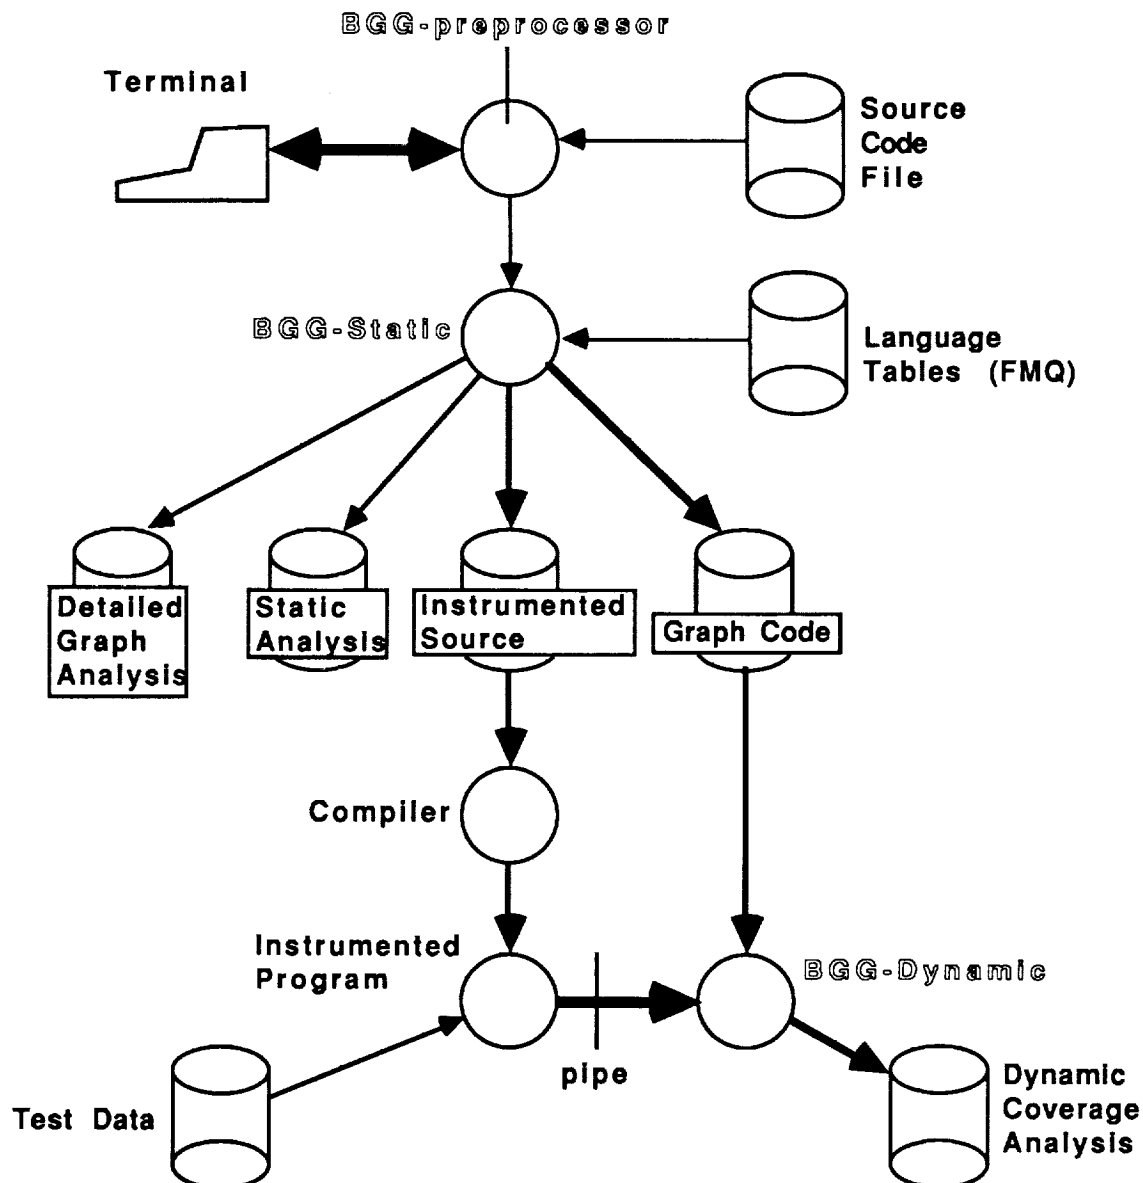 BGG-preprocessor
Terminal
Source
Code
File
BGG-Static
Language
Tables (FMQ)
Detailed
Graph
Analysis
Static
Analysis
Instrumented
Source
Graph Code
Compiler
Instrumented
Program
BGG-Dynamic
pipe
Test Data
Dynamic
Coverage
Analysis